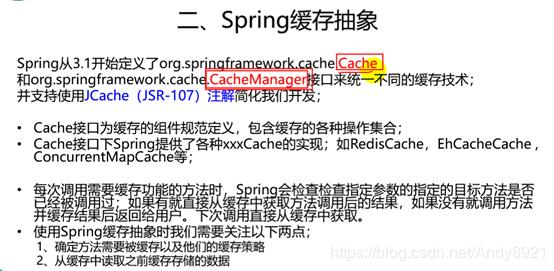 二、Spring缓存抽象
Spring从3.1开始定义了org.springframework.cache.Cache
和org.springframework.cache.CacheManager接口来统一不同的缓存技术；
并支持使用JCache（JSR-107）注解简化我们开发；
• Cache接口为缓存的组件规范定义，包含缓存的各种操作集合；
• Cache接口下Spring提供了各种xxxCache的实现；如RedisCache，EhCacheCache ,
ConcurrentMapCache等；
• 每次调用需要缓存功能的方法时，Spring会检查检查指定参数的指定的目标方法是否
已经被调用过；如果有就直接从缓存中获取方法调用后的结果，如果没有就调用方法
并缓存结果后返回给用户。下次调用直接从缓存中获取。
• 使用Spring缓存抽象时我们需要关注以下两点；
1、确定方法需要被缓存以及他们的缓存策略
2、从缓存中读取之前缓存存储的数据
https://blog.csdn.net/Andy8921